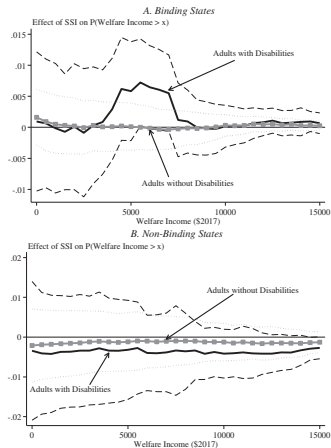 A. Binding States
Effect of SSI on P(Welfare Income > x)
.015
.01
.005
0
-.005
-.01
Adults with Disabilities
Adults without Disabilities
0 5000 10000 15000
Welfare Income ($2017)
B. Non-Binding States
Effect of SSI on P(Welfare Income > x)
.02
.01
0
-.01
-.02
Adults without Disabilities
Adults with Disabilities
0 5000 10000 15000
Welfare Income ($2017)